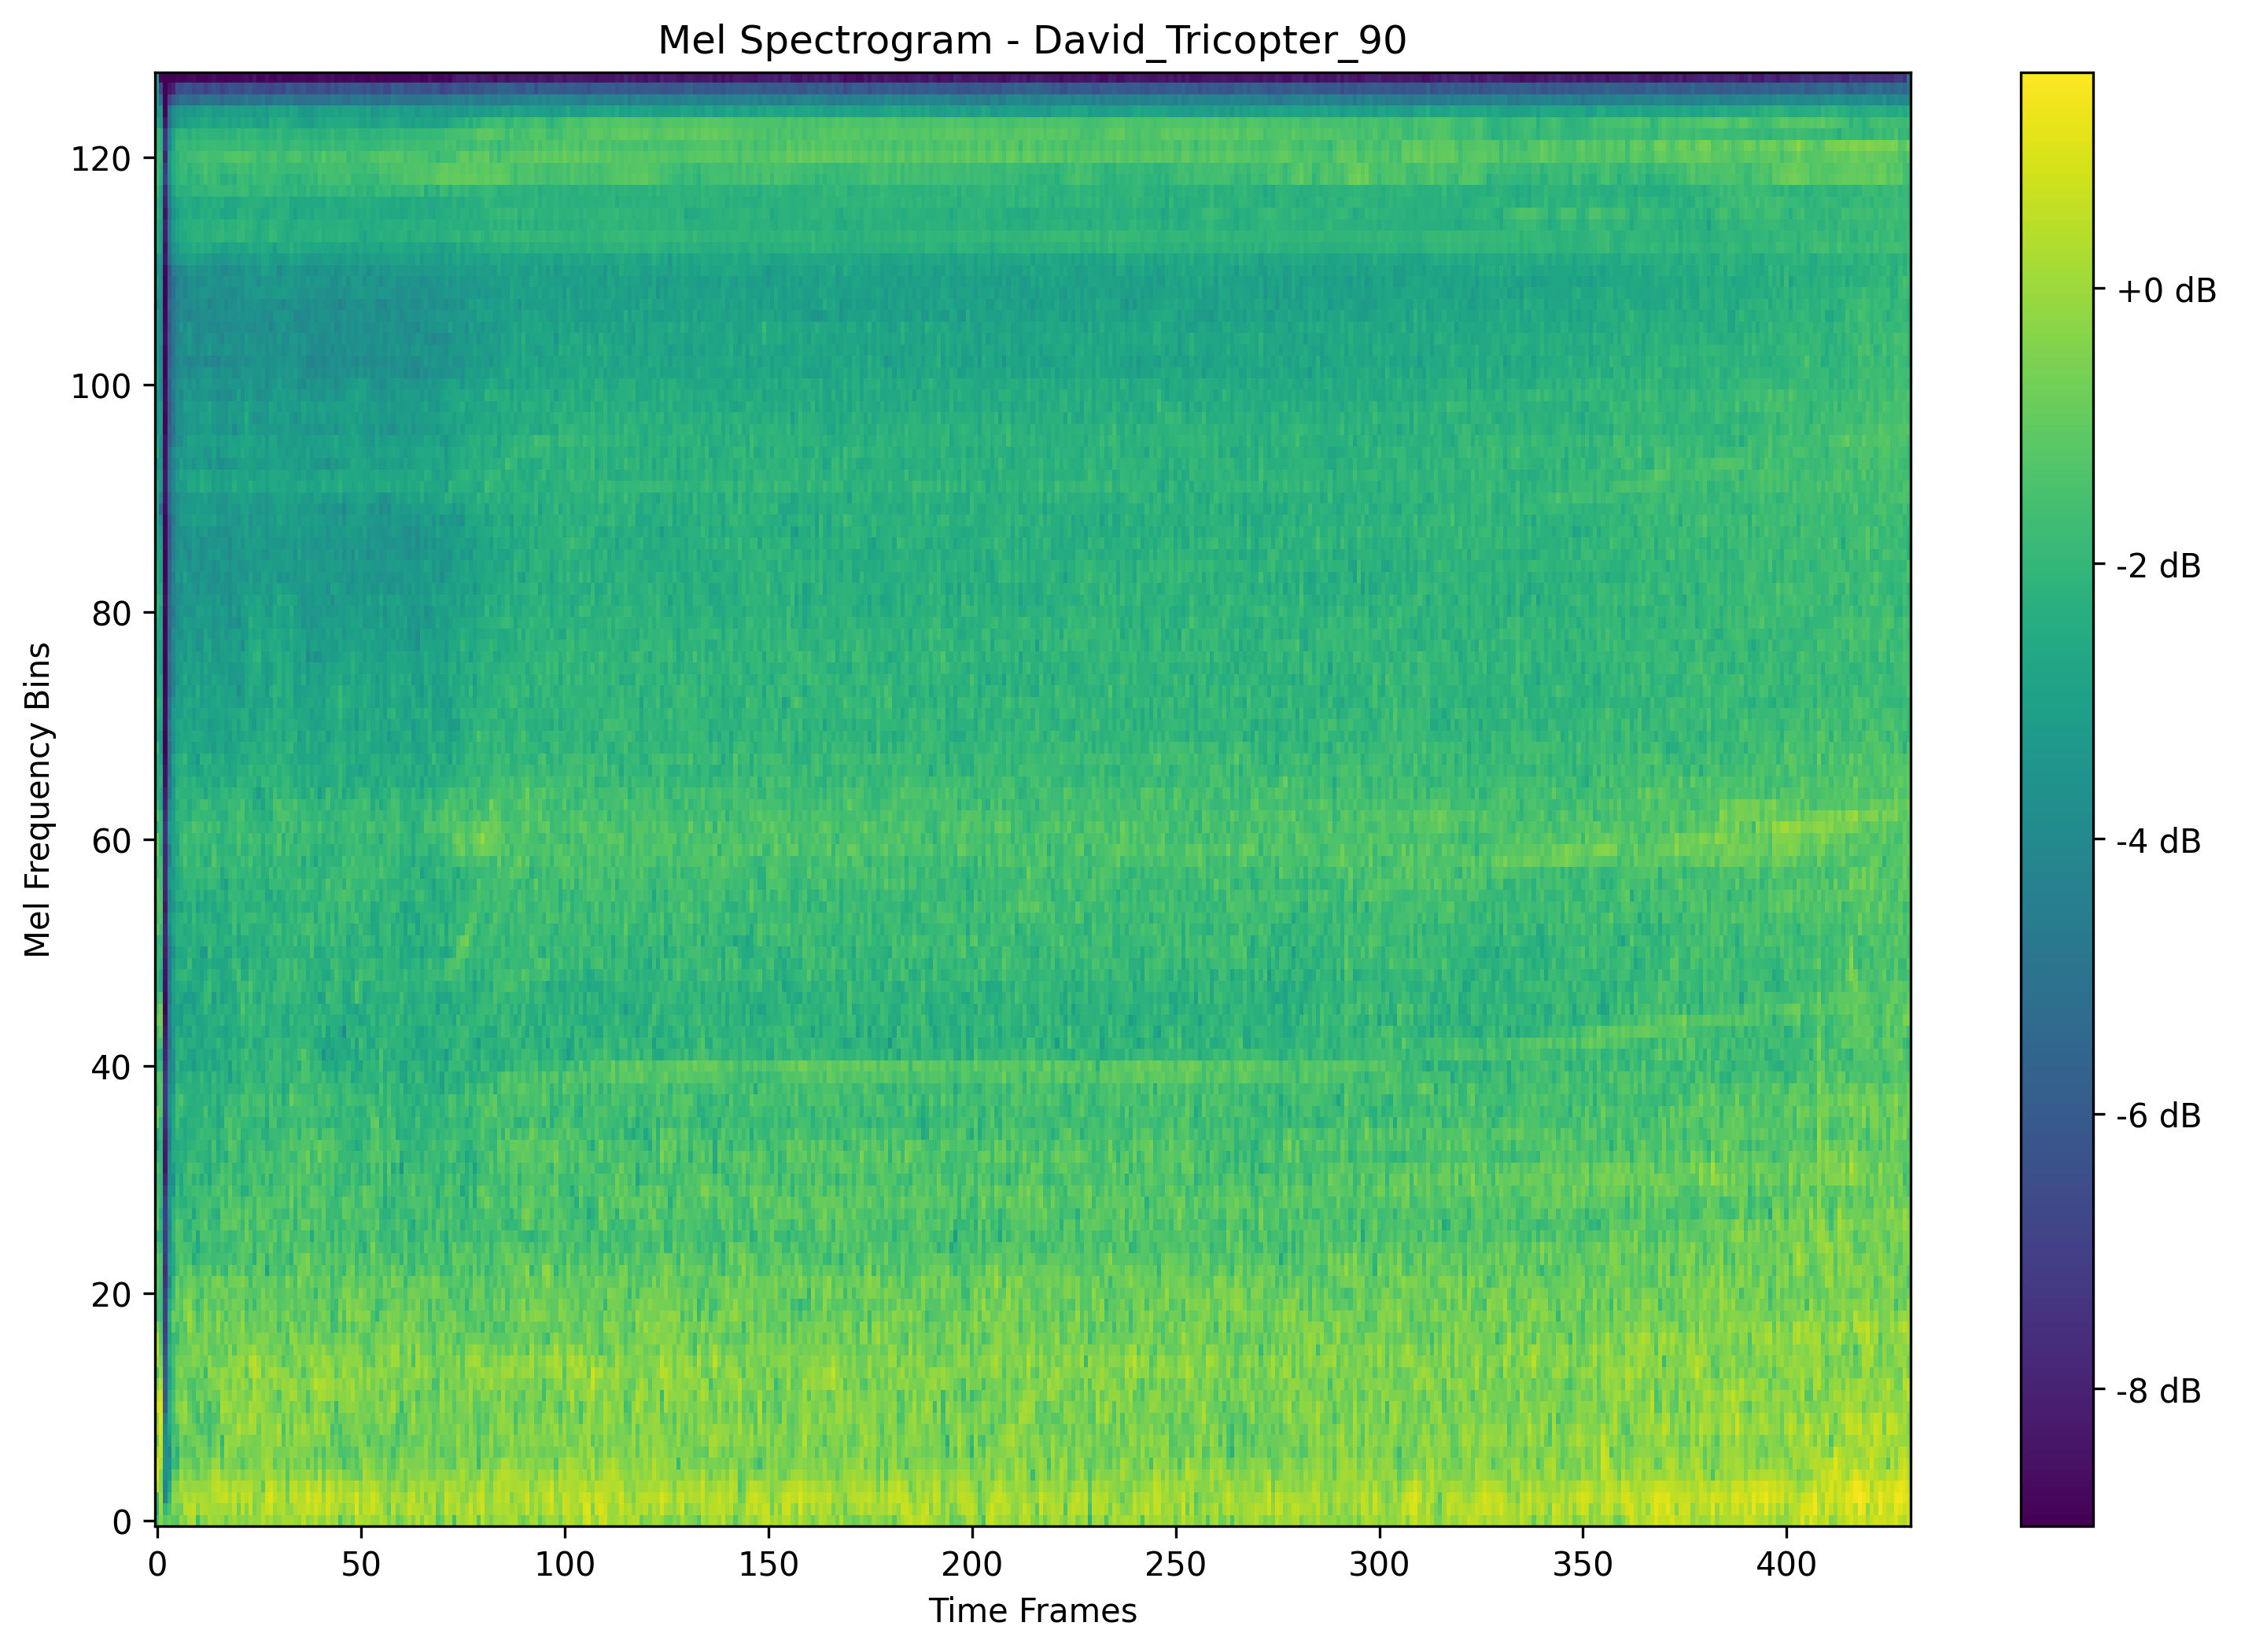 Mel Spectrogram - David_Tricopter_90
Mel Frequency Bins
120
100
80
60
40
20
0
0 50 100 150 200 250 300 350 400
Time Frames
+0 dB
-2 dB
-4 dB
-6 dB
-8 dB